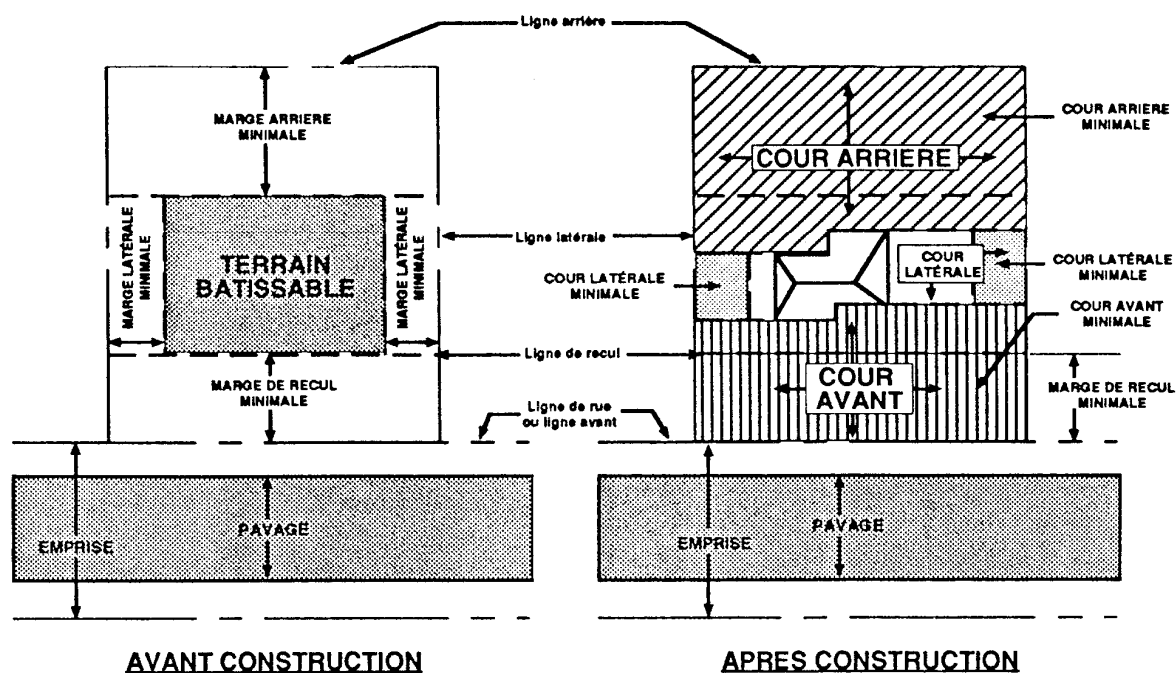 Ligne arrière
MARGE ARRIERE
MINIMALE
COUR ARRIERE
MINIMALE
COUR ARRIERE
MARGE LATÉRALE
MINIMALE
TERRAIN
BATISSABLE
MARGE LATÉRALE
MINIMALE
Ligne latérale
COUR LATÉRALE
MINIMALE
COUR
LATÉRALE
COUR LATÉRALE
MINIMALE
COUR AVANT
MINIMALE
Ligne de recul
MARGE DE RECUL
MINIMALE
COUR
AVANT
MARGE DE RECUL
MINIMALE
Ligne de rue
ou ligne avant
PAVAGE
EMPRISE
PAVAGE
EMPRISE
AVANT CONSTRUCTION
APRES CONSTRUCTION